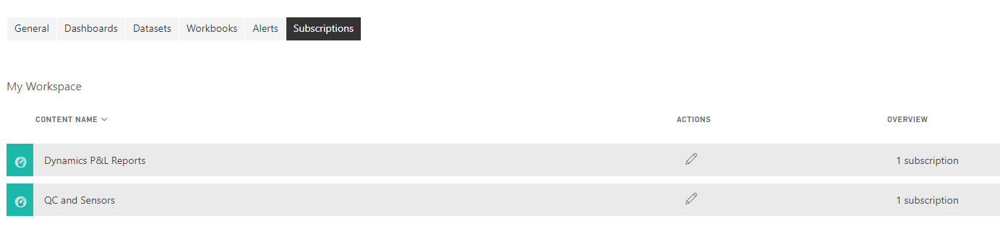 General Dashboards Datasets Workbooks Alerts Subscriptions
My Workspace
CONTENT NAME ACTIONS OVERVIEW
Dynamics P&L Reports 1 subscription
QC and Sensors 1 subscription